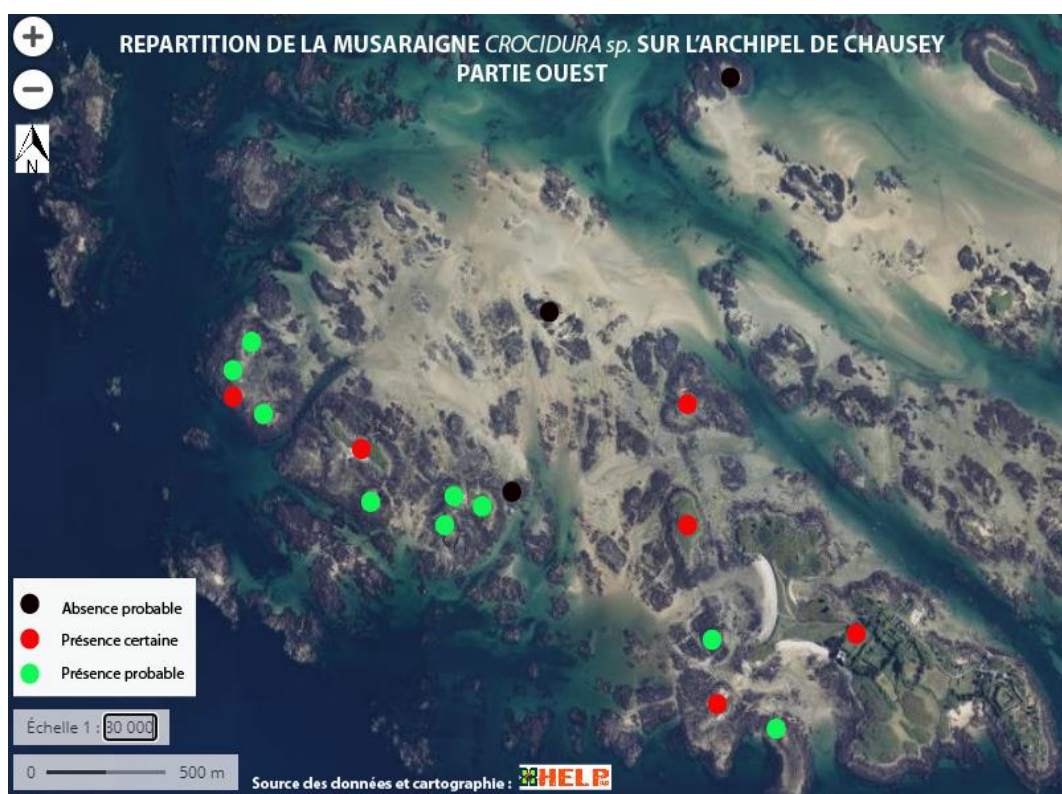 REPARTITION DE LA MUSARAIGNE CROCIDURA sp. SUR L'ARCHIPEL DE CHAUSEY
PARTIE OUEST
N
Absence probable
Présence certaine
Présence probable
Échelle 1 : 30 000
0 500 m
Source des données et cartographie : HELP